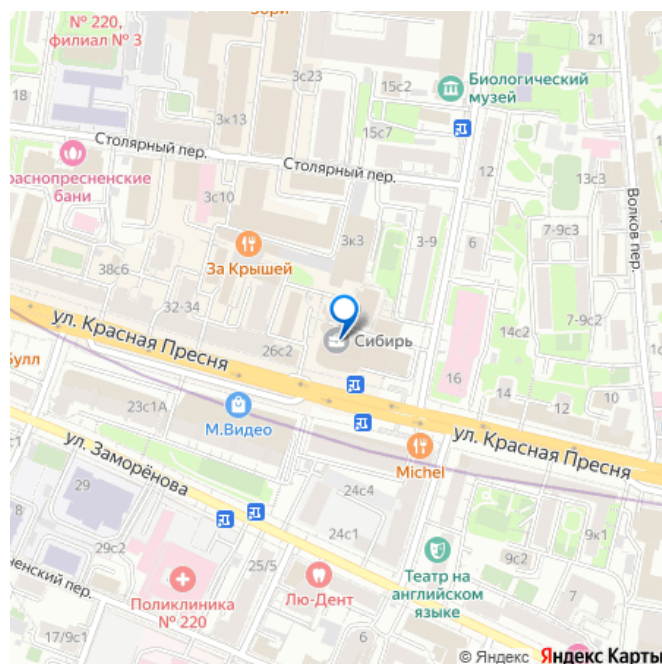 № 220,
филиал № 3
15с2
21
Биологический
музей
3с23
18
3к13
15с7
Столярный пер.
Столярный пер.
12
13с3
Краснопресненские
бани
3с10
Волков пер.
3к3
3-9
6
7-9с3
За Крышей
38с6
32-34
ул. Красная Пресня
Сибирь
14с2
7-9с2
26с2
16
14
12
10
23с1А
М.Видео
ул. Красная Пресня
ул. Заморёнова
Michel
29
24с4
8
9к1
29с2
24с1
9с2
25/5
Театр на
английском
языке
Поликлиника
№ 220
Лю-Дент
17/9с1
6
7
© Яндекс Яндекс Карты